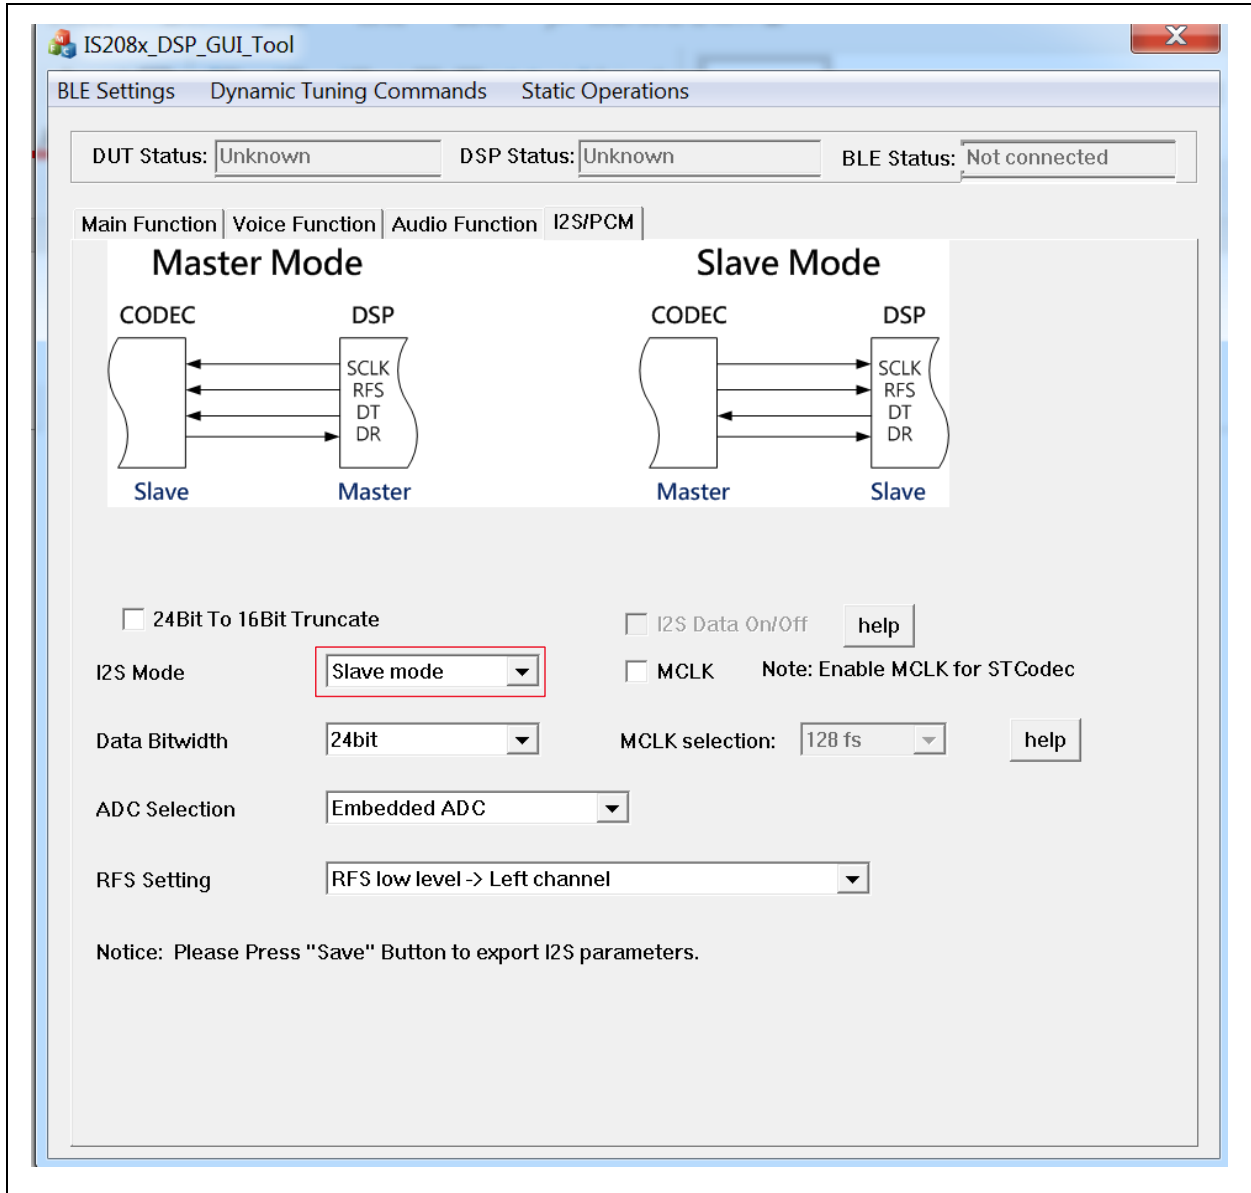 IS208x_DSP_GUI_Tool
X
BLE Settings Dynamic Tuning Commands Static Operations
DUT Status: Unknown DSP Status: Unknown BLE Status: Not connected
Main Function Voice Function Audio Function I2S/PCM
Master Mode Slave Mode
CODEC DSP CODEC DSP
SCLK SCLK
RFS RFS
DT DT
DR DR
Slave Master Master Slave
24Bit To 16Bit Truncate I2S Data On/Off help
I2S Mode Slave mode MCLK Note: Enable MCLK for STCodec
Data Bitwidth 24bit MCLK selection: 128 fs help
ADC Selection Embedded ADC
RFS Setting RFS low level -> Left channel
Notice: Please Press "Save" Button to export I2S parameters.